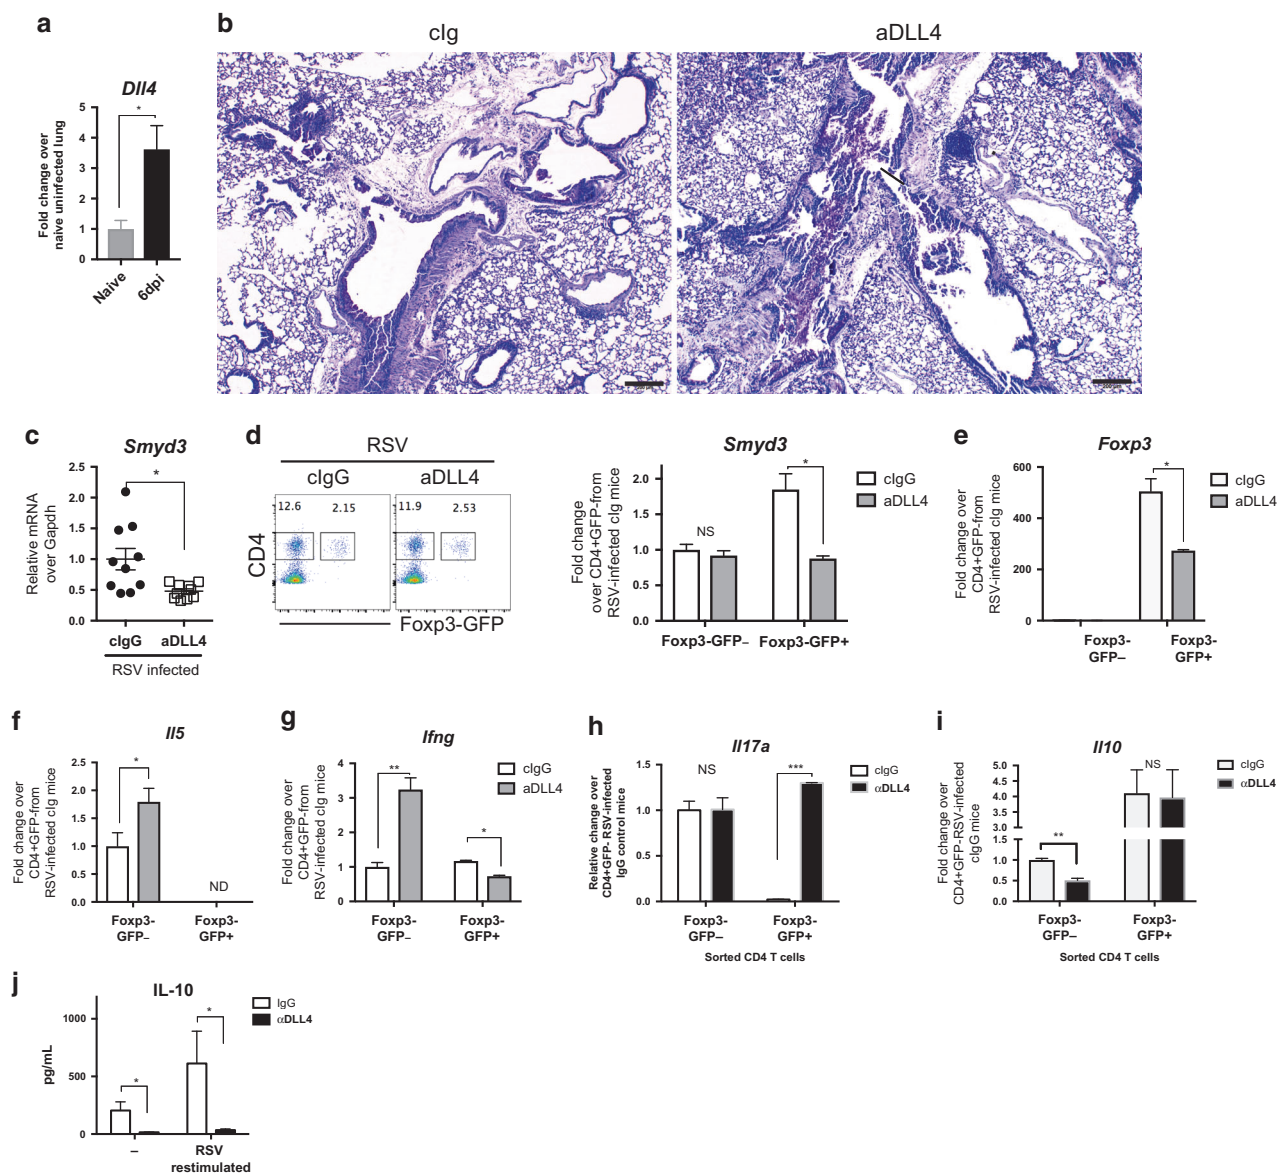 a
Dll4
Fold change over
naive uninfected lung
5
4
3
2
1
0
*
Naive
6dpi
b
cIg
aDLL4
c
Smyd3
Relative mRNA
over Gapdh
2.5
2.0
1.5
1.0
0.5
0.0
*
cIgG aDLL4
RSV infected
d
RSV
cIgG aDLL4
12.6 2.15 11.9 2.53
CD4
Foxp3-GFP
Smyd3
Fold change
over CD4+GFP-from
RSV-infected cIg mice
2.0
1.5
1.0
0.5
0.0
NS
*
cIgG
aDLL4
Foxp3-GFP– Foxp3-GFP+
e
Foxp3
Fold change over
CD4+GFP-from
RSV-infected cIg mice
600
400
200
0
*
cIgG
aDLL4
Foxp3-
GFP–
Foxp3-
GFP+
f
Il5
Fold change over
CD4+GFP-from
RSV-infected cIg mice
2.5
2.0
1.5
1.0
0.5
0.0
*
ND
Foxp3-
GFP–
Foxp3-
GFP+
g
Ifng
Fold change over
CD4+GFP-from
RSV-infected cIg mice
4
3
2
1
0
**
*
cIgG
aDLL4
Foxp3-
GFP–
Foxp3-
GFP+
h
Il17a
Relative change over
CD4+GFP- RSV-infected
IgG control mice
1.5
1.0
0.5
0.0
NS
***
cIgG
αDLL4
Foxp3-
GFP–
Foxp3-
GFP+
Sorted CD4 T cells
i
Il10
Fold change over
CD4+GFP-RSV-infected
cIgG mice
5.0
4.5
4.0
3.5
3.0
1.5
1.0
0.5
0.0
**
NS
cIgG
αDLL4
Foxp3-
GFP–
Foxp3-
GFP+
Sorted CD4 T cells
j
IL-10
pg/mL
1000
500
0
*
*
IgG
αDLL4
–
RSV
restimulated